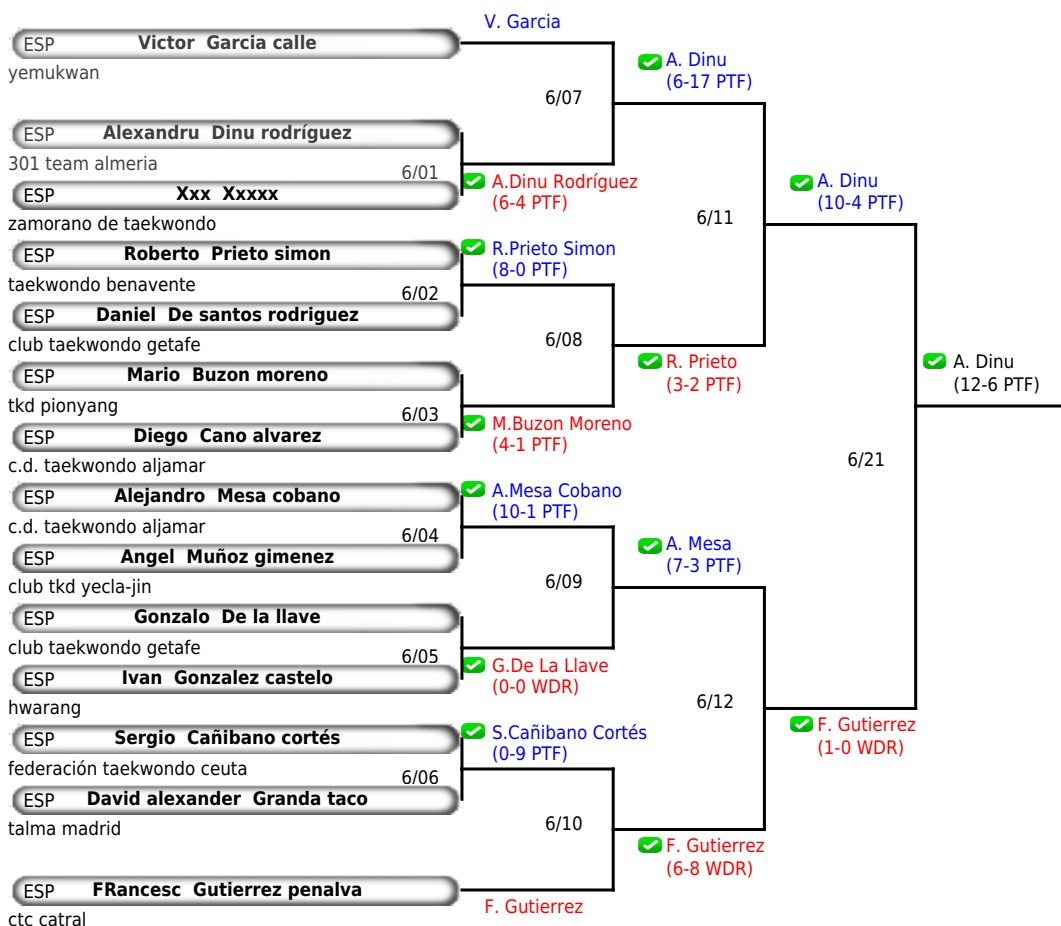 V. Garcia
ESP Victor Garcia calle
yemukwan
A. Dinu
(6-17 PTF)
6/07
ESP Alexandru Dinu rodríguez
301 team almeria
6/01
A.Dinu Rodríguez
(6-4 PTF)
ESP Xxx Xxxxx
zamorano de taekwondo
A. Dinu
(10-4 PTF)
6/11
ESP Roberto Prieto simon
taekwondo benavente
R.Prieto Simon
(8-0 PTF)
6/02
ESP Daniel De santos rodriguez
club taekwondo getafe
6/08
R. Prieto
(3-2 PTF)
A. Dinu
(12-6 PTF)
ESP Mario Buzon moreno
tkd pionyang
6/03
M.Buzon Moreno
(4-1 PTF)
ESP Diego Cano alvarez
c.d. taekwondo aljamar
6/21
ESP Alejandro Mesa cobano
c.d. taekwondo aljamar
A.Mesa Cobano
(10-1 PTF)
6/04
ESP Angel Muñoz gimenez
club tkd yecla-jin
A. Mesa
(7-3 PTF)
6/09
ESP Gonzalo De la llave
club taekwondo getafe
6/05
G.De La Llave
(0-0 WDR)
ESP Ivan Gonzalez castelo
hwarang
6/12
F. Gutierrez
(1-0 WDR)
ESP Sergio Cañibano cortés
federación taekwondo ceuta
S.Cañibano Cortés
(0-9 PTF)
6/06
ESP David alexander Granda taco
talma madrid
6/10
F. Gutierrez
(6-8 WDR)
ESP FRancesc Gutierrez penalva
ctc catral
F. Gutierrez